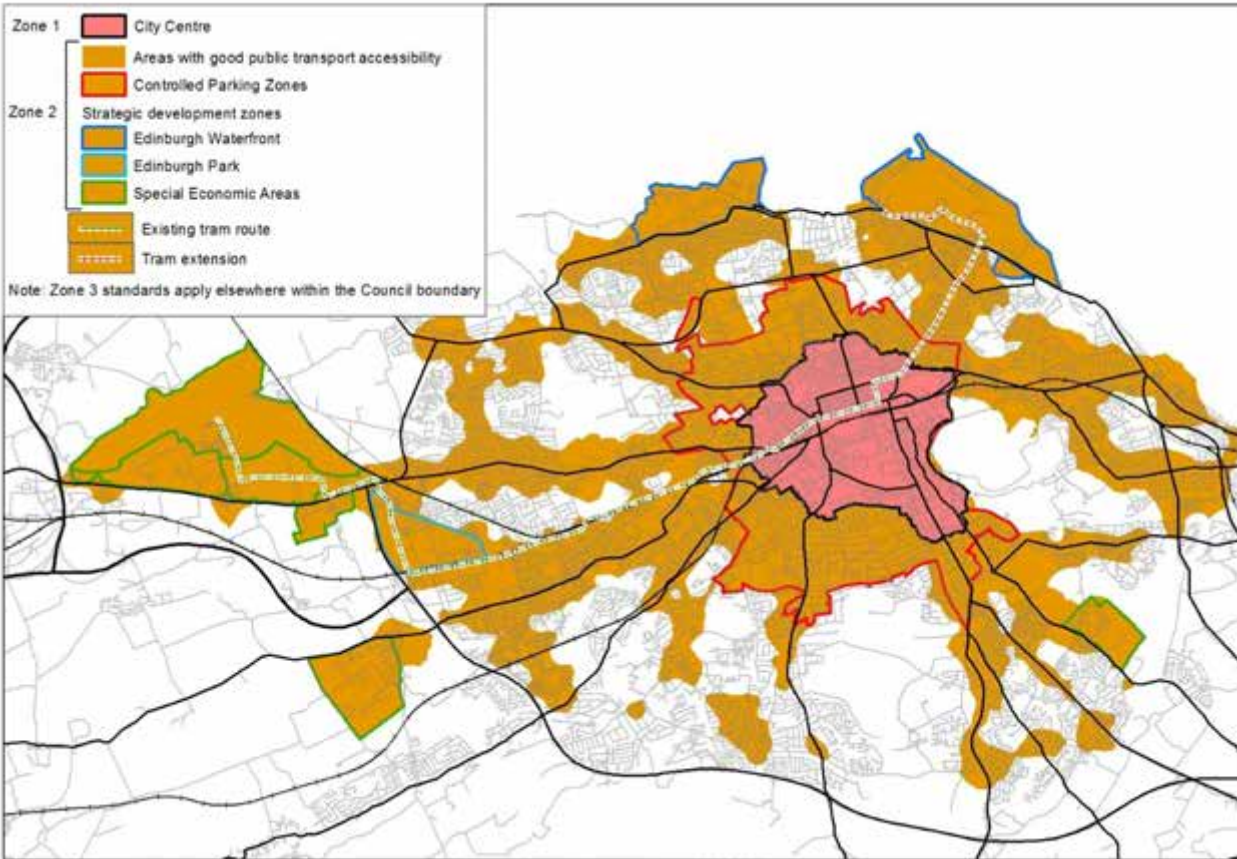 Zone 1
City Centre
Areas with good public transport accessibility
Controlled Parking Zones
Zone 2
Strategic development zones
Edinburgh Waterfront
Edinburgh Park
Special Economic Areas
Existing tram route
Tram extension
Note: Zone 3 standards apply elsewhere within the Council boundary